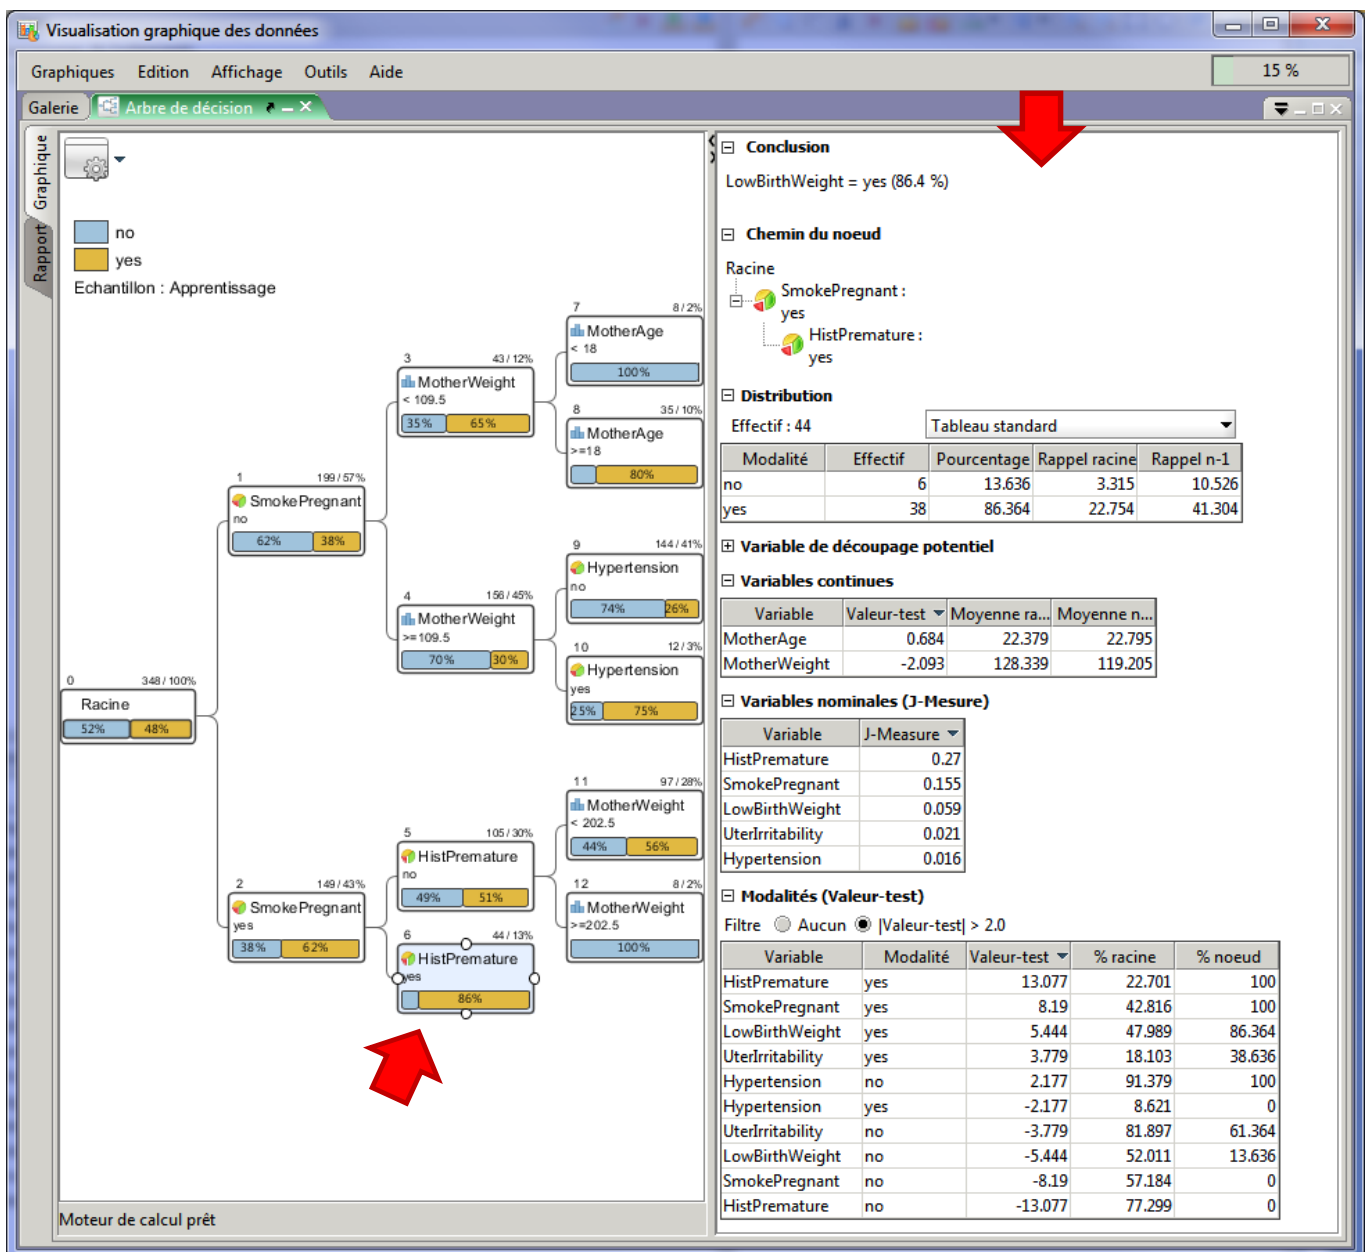 Visualisation graphique des données
Graphiques Edition Affichage Outils Aide
15 %
Galerie Arbre de décision
Graphique
Rapport
no
yes
Echantillon : Apprentissage
0 348 / 100%
Racine
52% 48%
1 199 / 57%
SmokePregnant
no
62% 38%
2 149 / 43%
SmokePregnant
yes
38% 62%
3 43 / 12%
MotherWeight
< 109.5
35% 65%
4 156 / 45%
MotherWeight
>= 109.5
70% 30%
5 105 / 30%
HistPremature
no
49% 51%
6 44 / 13%
HistPremature
yes
86%
7 8 / 2%
MotherAge
< 18
100%
8 35 / 10%
MotherAge
>=18
80%
9 144 / 41%
Hypertension
no
74% 26%
10 12 / 3%
Hypertension
yes
25% 75%
11 97 / 28%
MotherWeight
< 202.5
44% 56%
12 8 / 2%
MotherWeight
>=202.5
100%
Moteur de calcul prêt
Conclusion
LowBirthWeight = yes (86.4 %)
Chemin du noeud
Racine
SmokePregnant :
yes
HistPremature :
yes
Distribution
Effectif : 44 Tableau standard
Modalité Effectif Pourcentage Rappel racine Rappel n-1
no 6 13.636 3.315 10.526
yes 38 86.364 22.754 41.304
Variable de découpage potentiel
Variables continues
Variable Valeur-test Moyenne ra... Moyenne n...
MotherAge 0.684 22.379 22.795
MotherWeight -2.093 128.339 119.205
Variables nominales (J-Mesure)
Variable J-Measure
HistPremature 0.27
SmokePregnant 0.155
LowBirthWeight 0.059
UterIrritability 0.021
Hypertension 0.016
Modalités (Valeur-test)
Filtre Aucun |Valeur-test| > 2.0
Variable Modalité Valeur-test % racine % noeud
HistPremature yes 13.077 22.701 100
SmokePregnant yes 8.19 42.816 100
LowBirthWeight yes 5.444 47.989 86.364
UterIrritability yes 3.779 18.103 38.636
Hypertension no 2.177 91.379 100
Hypertension yes -2.177 8.621 0
UterIrritability no -3.779 81.897 61.364
LowBirthWeight no -5.444 52.011 13.636
SmokePregnant no -8.19 57.184 0
HistPremature no -13.077 77.299 0